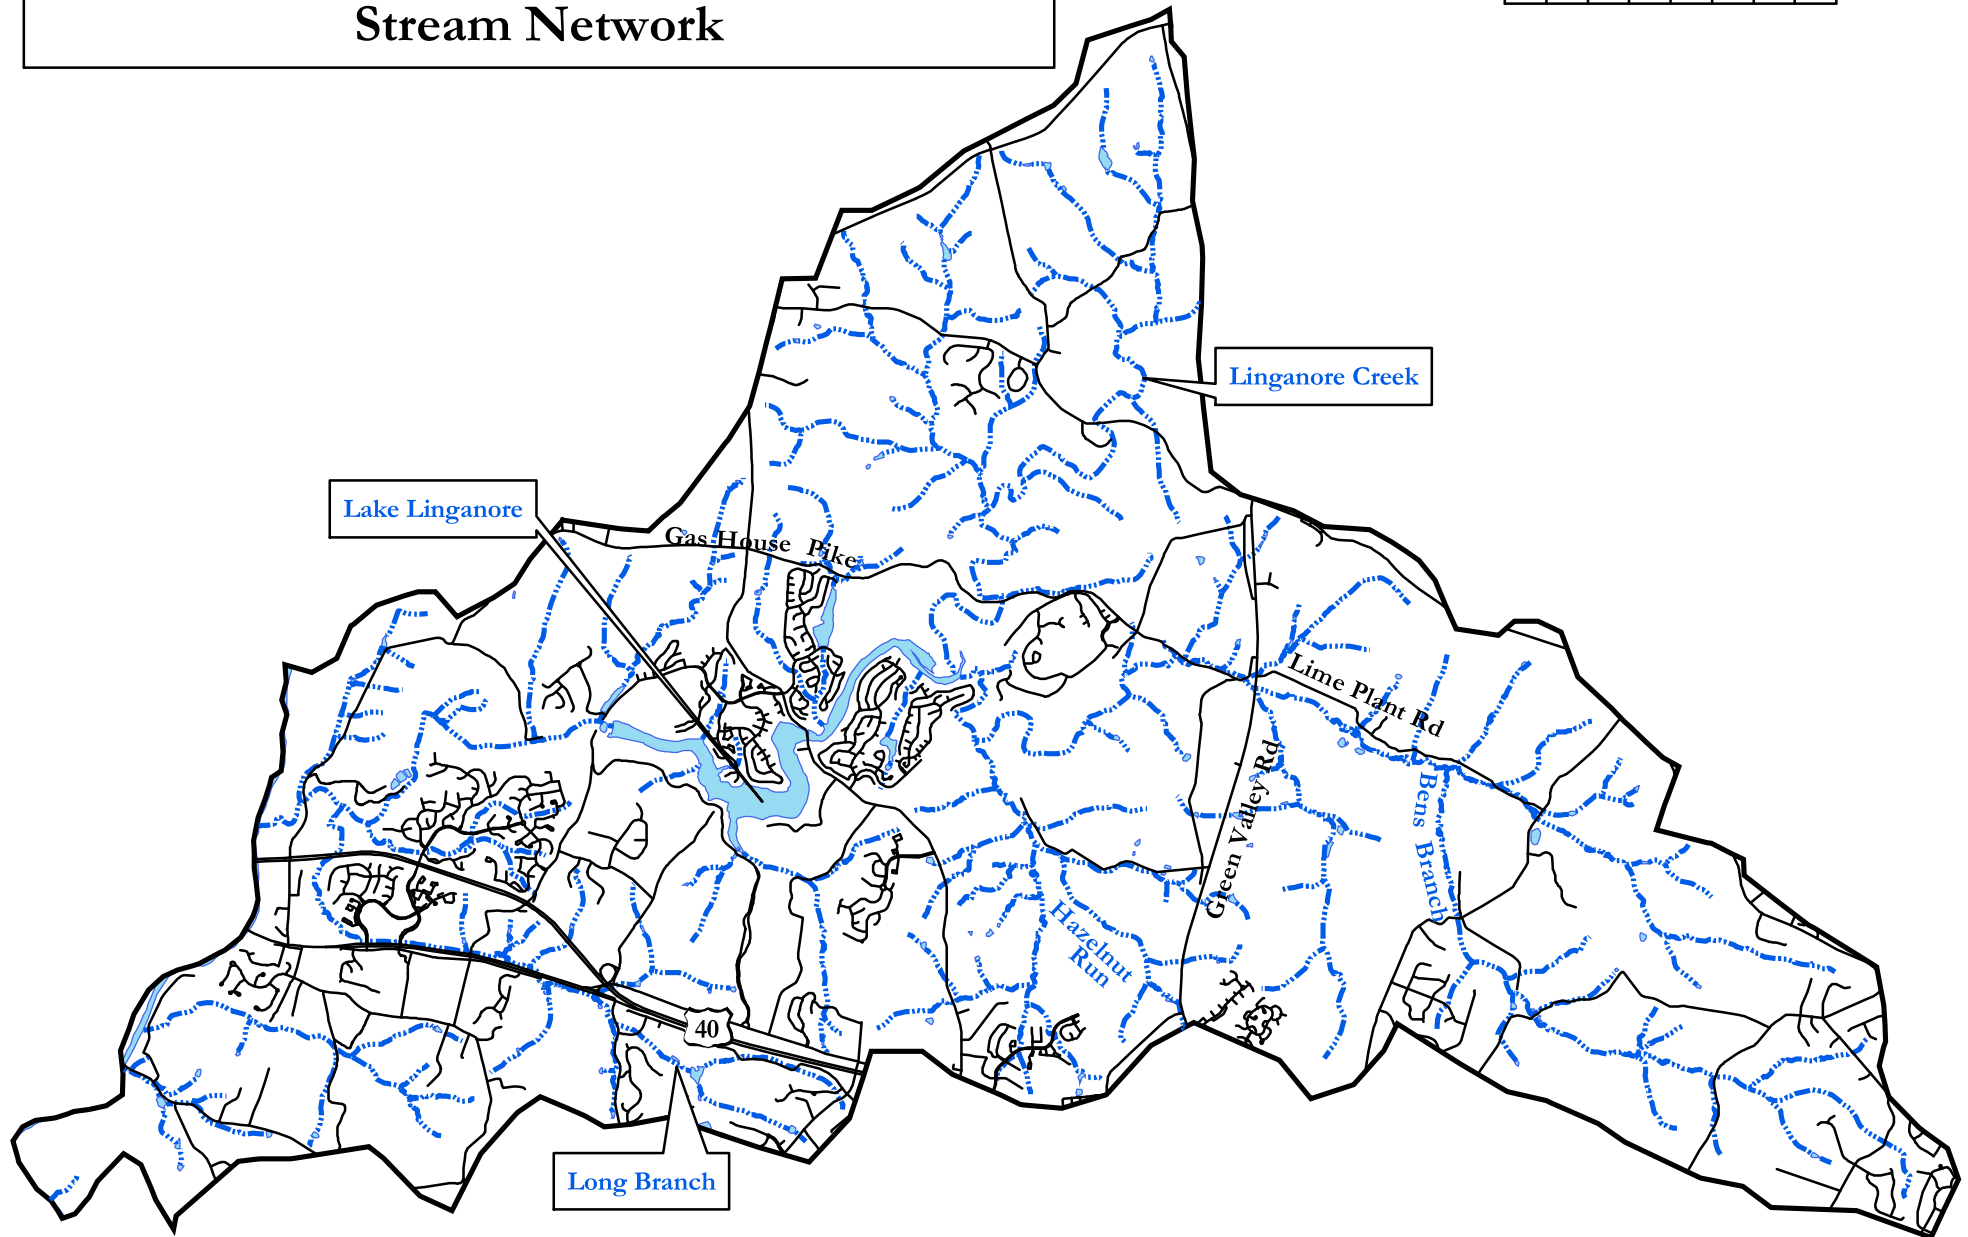 Stream Network
Linganore Creek
Lake Linganore
Gas House Pike
Lime Plant Rd
Green Valley Rd
Bens Branch
Hazelnut
Run
40
Long Branch